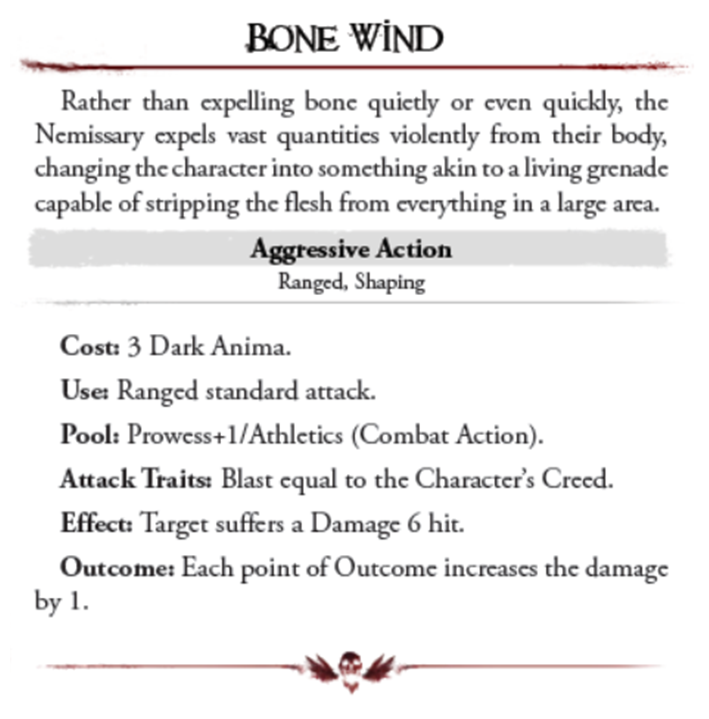 Bone Wind
Rather than expelling bone quietly or even quickly, the
Nemissary expels vast quantities violently from their body,
changing the character into something akin to a living grenade
capable of stripping the flesh from everything in a large area.
Aggressive Action
Ranged, Shaping
Cost: 3 Dark Anima.
Use: Ranged standard attack.
Pool: Prowess+1/Athletics (Combat Action).
Attack Traits: Blast equal to the Character’s Creed.
Effect: Target suffers a Damage 6 hit.
Outcome: Each point of Outcome increases the damage
by 1.